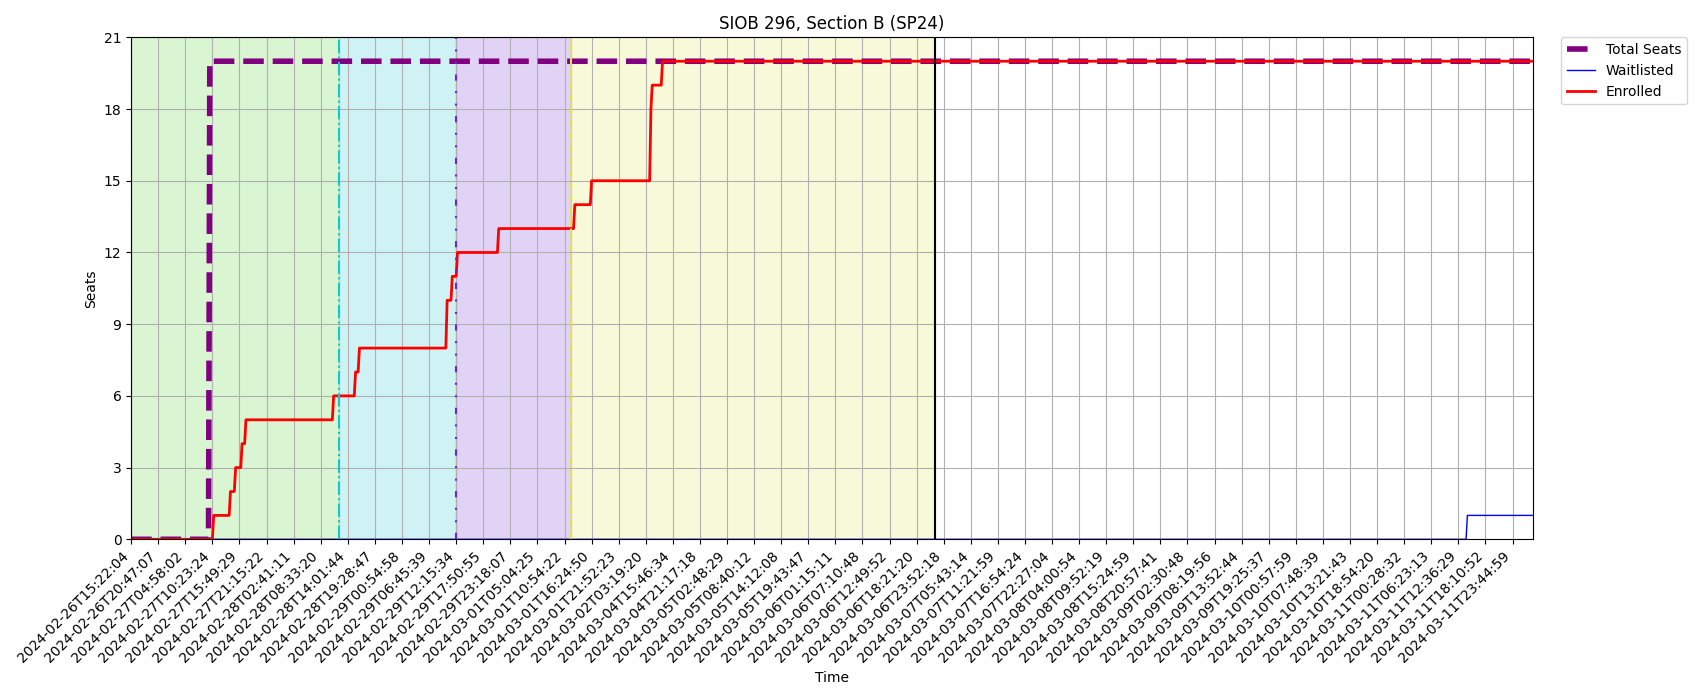 SIOB 296, Section B (SP24)
Total Seats
Waitlisted
Enrolled
21
18
15
12
9
6
3
0
Seats
2024-02-26T15:22:04
2024-02-26T20:47:07
2024-02-27T04:58:02
2024-02-27T10:23:24
2024-02-27T15:49:29
2024-02-27T21:15:22
2024-02-28T02:41:11
2024-02-28T08:33:20
2024-02-28T14:01:44
2024-02-28T19:28:47
2024-02-29T00:54:58
2024-02-29T06:45:39
2024-02-29T12:15:34
2024-02-29T17:50:55
2024-02-29T23:18:07
2024-03-01T05:04:25
2024-03-01T10:54:22
2024-03-01T16:24:50
2024-03-01T21:52:23
2024-03-02T03:19:20
2024-03-04T15:46:34
2024-03-04T21:17:18
2024-03-05T02:48:29
2024-03-05T08:40:12
2024-03-05T14:12:08
2024-03-05T19:43:47
2024-03-06T01:15:11
2024-03-06T07:10:48
2024-03-06T12:49:52
2024-03-06T18:21:20
2024-03-06T23:52:18
2024-03-07T05:43:14
2024-03-07T11:21:59
2024-03-07T16:54:24
2024-03-07T22:27:04
2024-03-08T04:00:54
2024-03-08T09:52:19
2024-03-08T15:24:59
2024-03-08T20:57:41
2024-03-09T02:30:48
2024-03-09T08:19:56
2024-03-09T13:52:44
2024-03-09T19:25:37
2024-03-10T00:57:59
2024-03-10T07:48:39
2024-03-10T13:21:43
2024-03-10T18:54:20
2024-03-11T00:28:32
2024-03-11T06:23:13
2024-03-11T12:36:29
2024-03-11T18:10:52
2024-03-11T23:44:59
Time